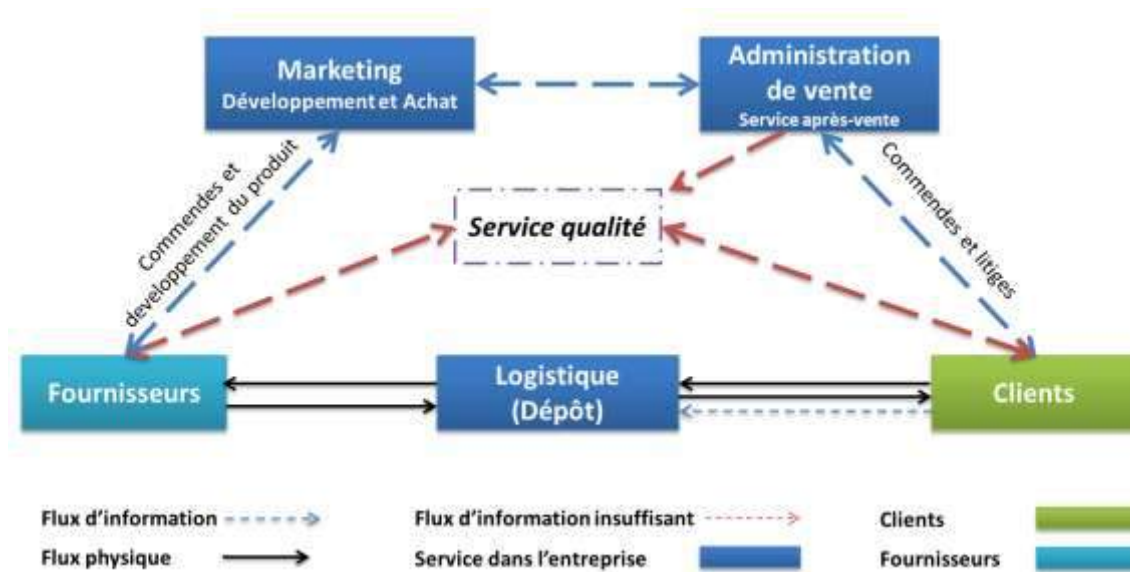 Marketing
Développement et Achat
Administration
de vente
Service après-vente
Commendes et
developpement du produit
Service qualité
Commendes et litiges
Fournisseurs
Logistique
(Dépôt)
Clients
Flux d'information
Flux d'information insuffisant
Clients
Flux physique
Service dans l'entreprise
Fournisseurs